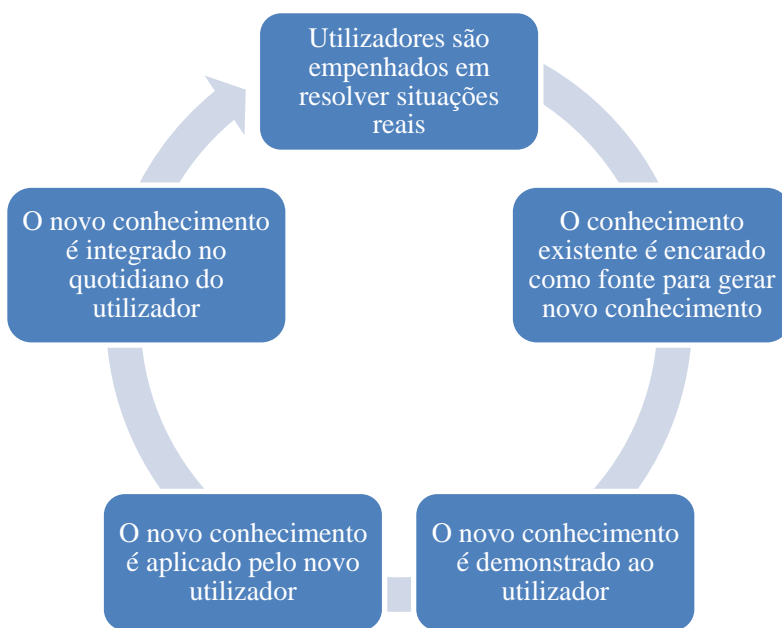 Utilizadores são
empenhados em
resolver situações
reais
O conhecimento
existente é encarado
como fonte para gerar
novo conhecimento
O novo conhecimento
é demonstrado ao
utilizador
O novo conhecimento
é aplicado pelo novo
utilizador
O novo conhecimento
é integrado no
quotidiano do
utilizador